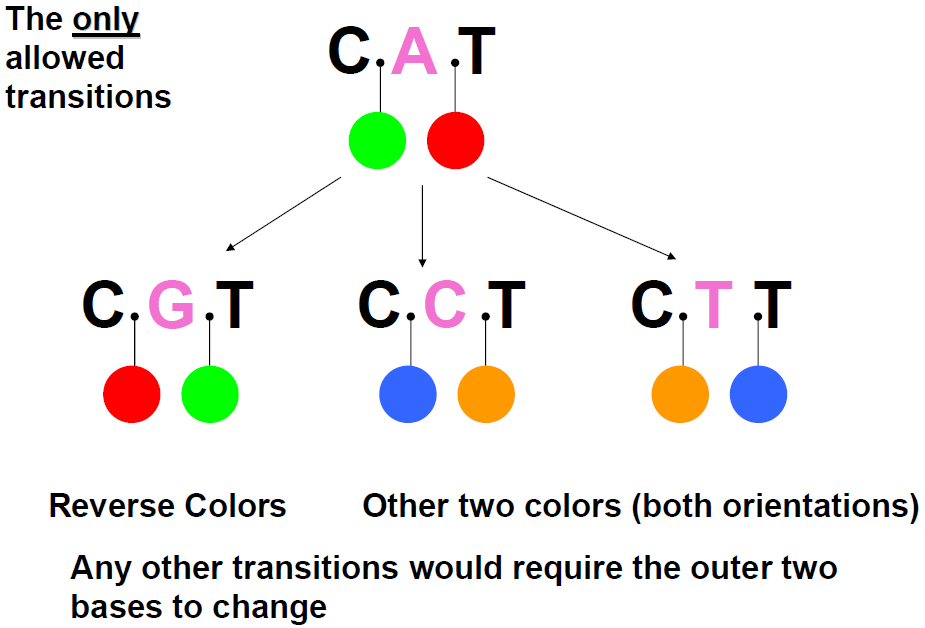 The only
allowed
transitions
C.A.T
C.G.T
C.C.T
C.T.T
Reverse Colors
Other two colors (both orientations)
Any other transitions would require the outer two
bases to change